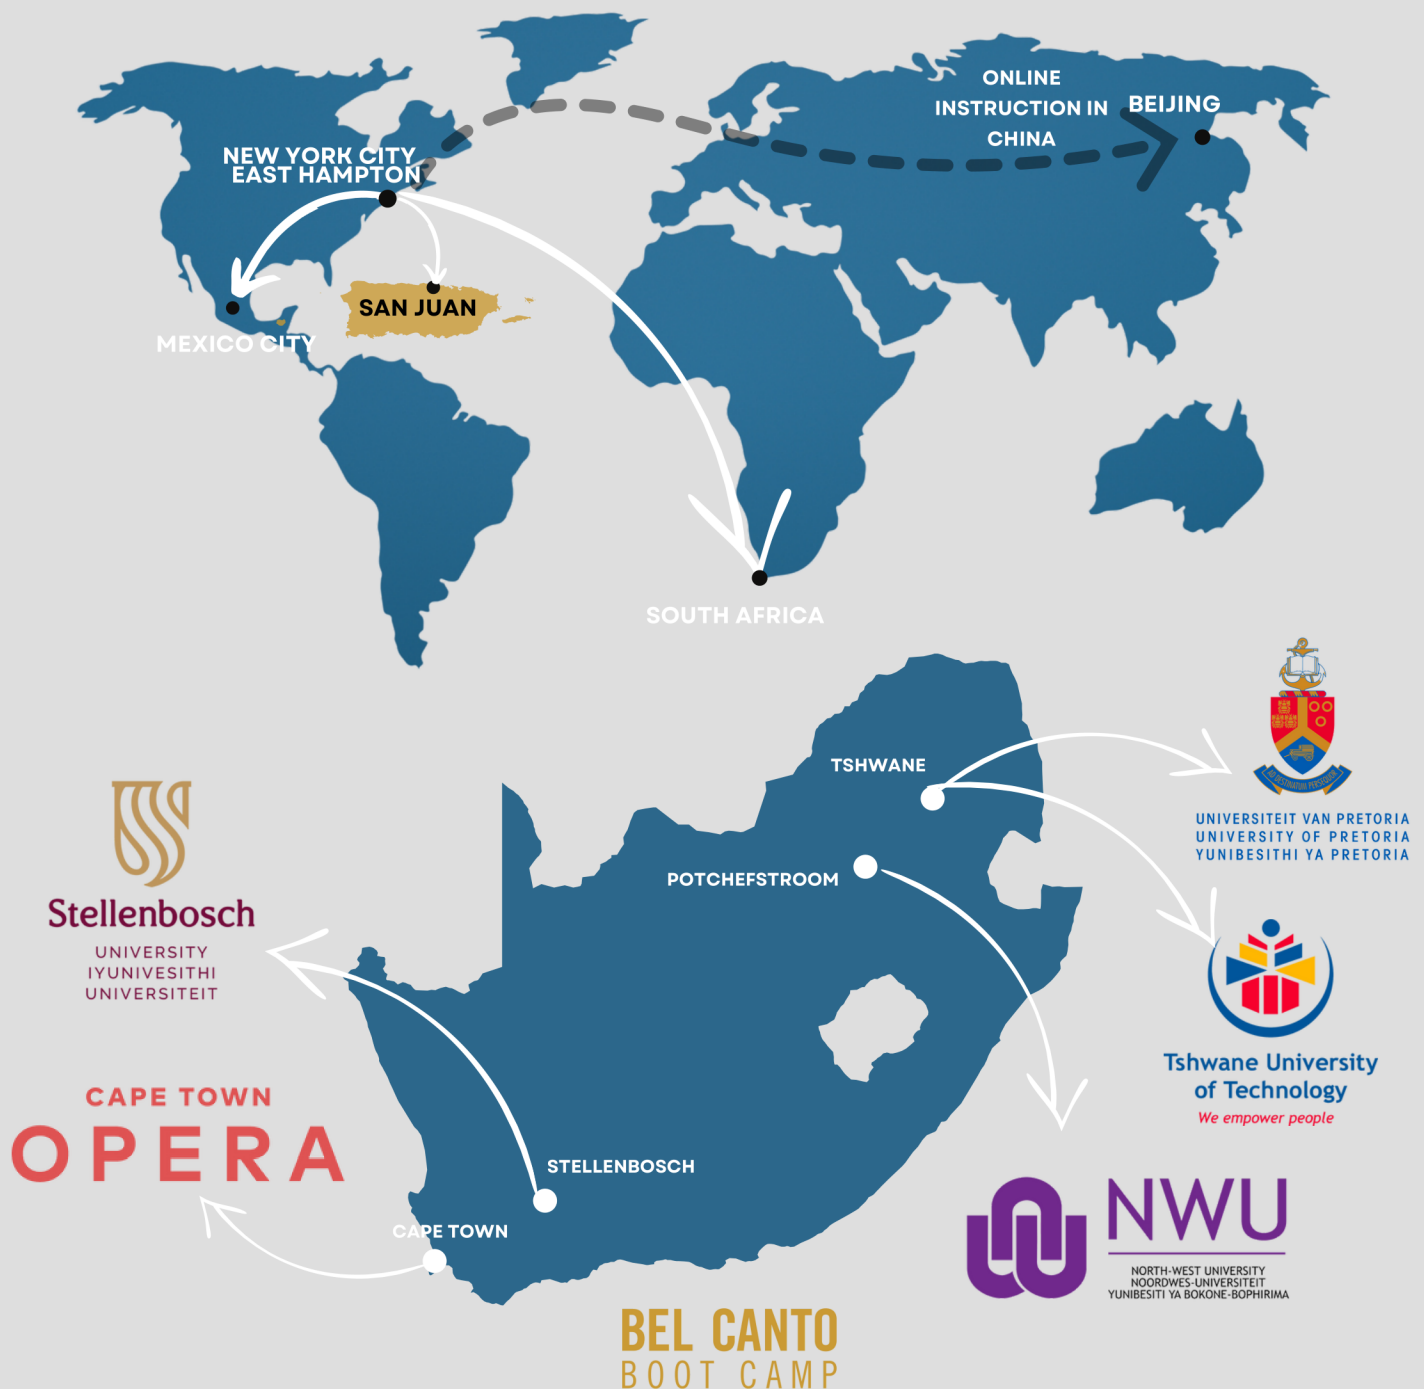 ONLINE
INSTRUCTION IN
CHINA
BEIJING
NEW YORK CITY
EAST HAMPTON
SAN JUAN
MEXICO CITY
SOUTH AFRICA
TSHWANE
POTCHEFSTROOM
AD DESTINATUM PERSEQUOR
UNIVERSITEIT VAN PRETORIA
UNIVERSITY OF PRETORIA
YUNIBESITHI YA PRETORIA
Stellenbosch
UNIVERSITY
IYUNIVESITHI
UNIVERSITEIT
Tshwane University
of Technology
We empower people
CAPE TOWN
OPERA
STELLENBOSCH
CAPE TOWN
NWU
NORTH-WEST UNIVERSITY
NOORDWES-UNIVERSITEIT
YUNIBESITI YA BOKONE-BOPHIRIMA
BEL CANTO
BOOT CAMP